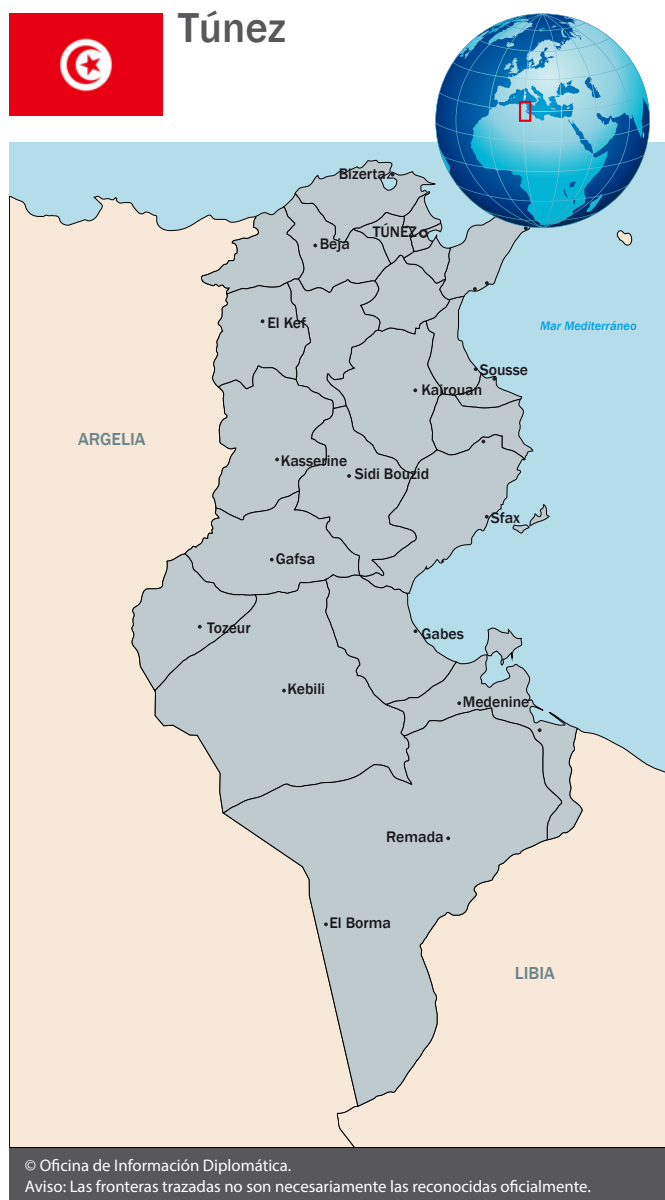 Túnez
Bizerta
TÚNEZ
Beja
El Kef
Mar Mediterráneo
Sousse
Kairouan
ARGELIA
Kasserine
Sidi Bouzid
Sfax
Gafsa
Tozeur
Gabes
Kebili
Medenine
Remada
El Borma
LIBIA
© Oficina de Información Diplomática.
Aviso: Las fronteras trazadas no son necesariamente las reconocidas oficialmente.